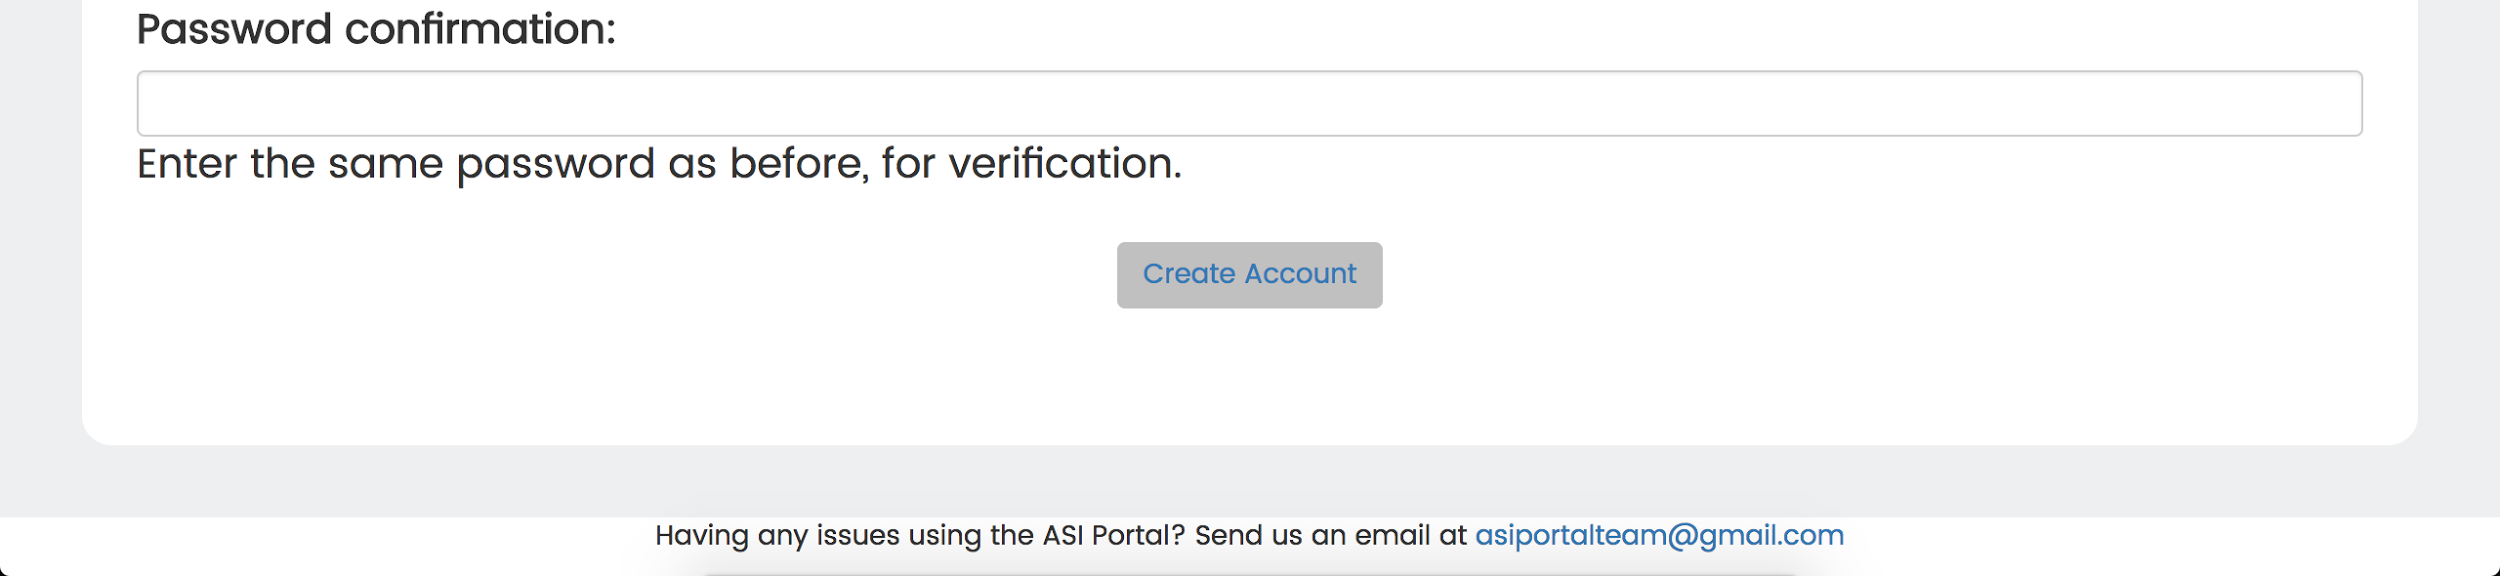 Password confirmation:
Enter the same password as before, for verification.
Create Account
Having any issues using the ASI Portal? Send us an email at asiportalteam@gmail.com